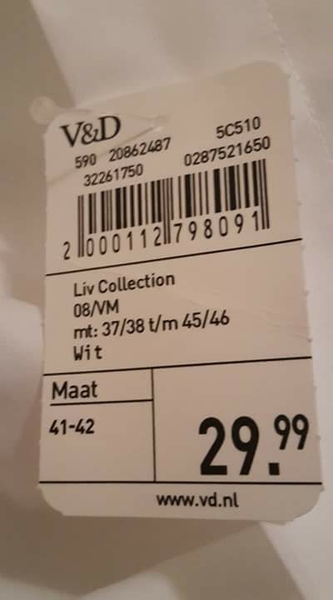 V&D
5C510
590 20862487
0287521650
32261750
2 000112 798091
Liv Collection
08/VM
mt: 37/38 t/m 45/46
Wit
Maat
41-42
29.99
www.vd.nl